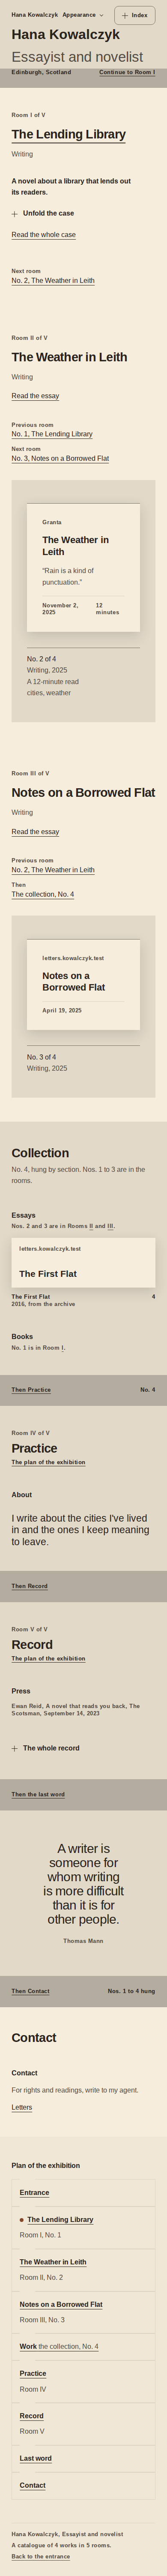 Hana Kowalczyk Appearance
Index
Hana Kowalczyk
Essayist and novelist
Edinburgh, Scotland
Continue to Room I
Room I of V
The Lending Library
Writing
A novel about a library that lends out
its readers.
Unfold the case
Read the whole case
Next room
No. 2, The Weather in Leith
Room II of V
The Weather in Leith
Writing
Read the essay
Previous room
No. 1, The Lending Library
Next room
No. 3, Notes on a Borrowed Flat
Granta
The Weather in
Leith
“Rain is a kind of
punctuation.”
November 2,
2025
12
minutes
No. 2 of 4
Writing, 2025
A 12-minute read
cities, weather
Room III of V
Notes on a Borrowed Flat
Writing
Read the essay
Previous room
No. 2, The Weather in Leith
Then
The collection, No. 4
letters.kowalczyk.test
Notes on a
Borrowed Flat
April 19, 2025
No. 3 of 4
Writing, 2025
Collection
No. 4, hung by section. Nos. 1 to 3 are in the
rooms.
Essays
Nos. 2 and 3 are in Rooms II and III.
letters.kowalczyk.test
The First Flat
The First Flat 4
2016, from the archive
Books
No. 1 is in Room I.
Then Practice
No. 4
Room IV of V
Practice
The plan of the exhibition
About
I write about the cities I've lived
in and the ones I keep meaning
to leave.
Then Record
Room V of V
Record
The plan of the exhibition
Press
Ewan Reid, A novel that reads you back, The
Scotsman, September 14, 2023
The whole record
Then the last word
A writer is
someone for
whom writing
is more difficult
than it is for
other people.
Thomas Mann
Then Contact
Nos. 1 to 4 hung
Contact
Contact
For rights and readings, write to my agent.
Letters
Plan of the exhibition
Entrance
The Lending Library
Room I, No. 1
The Weather in Leith
Room II, No. 2
Notes on a Borrowed Flat
Room III, No. 3
Work the collection, No. 4
Practice
Room IV
Record
Room V
Last word
Contact
Hana Kowalczyk, Essayist and novelist
A catalogue of 4 works in 5 rooms.
Back to the entrance